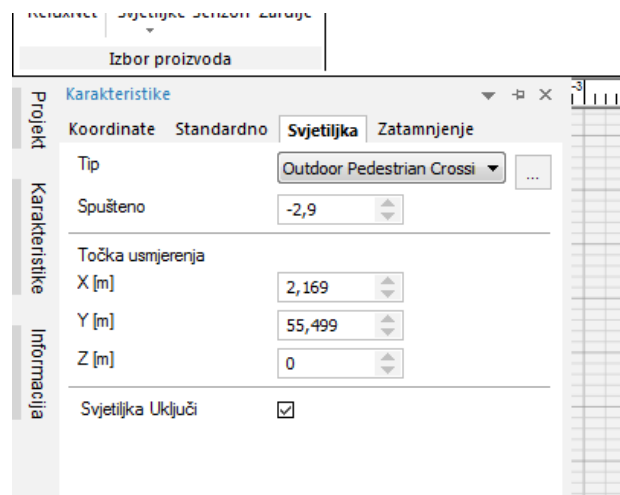 Izbor proizvoda
Projekt
Karakteristike
Informacija
Karakteristike
-3
Koordinate Standardno Svjetiljka Zatamnjenje
Tip Outdoor Pedestrian Crossi ...
Spušteno -2,9
Točka usmjerenja
X [m] 2,169
Y [m] 55,499
Z [m] 0
Svjetiljka Uključi